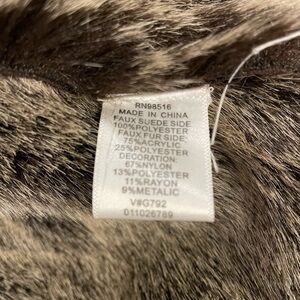 RN98516
MADE IN CHINA
FAUX SUEDE SIDE
100%POLYESTER
FAUX FUR SIDE:
75%ACRYLIC
25%POLYESTER
DECORATION:
67%NYLON
13%POLYESTER
11%RAYON
9%METALIC
V#G792
011026789